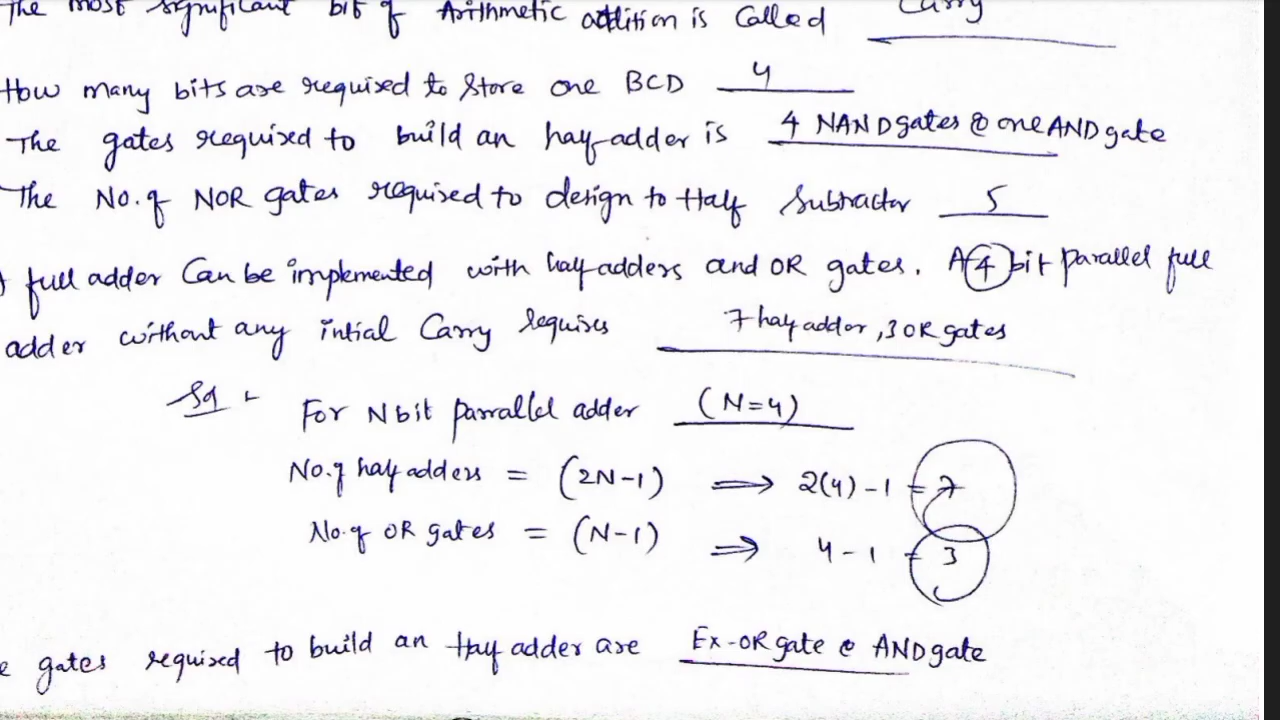 The most significant bit of Arithmetic addition is Called Carry
How many bits are required to Store one BCD 4
The gates required to build an half-adder is 4 NAND gates & one AND gate
The No. of NOR gates required to design to Half Subtractor 5
full adder Can be implemented with half adders and OR gates. A 4 bit parallel full
adder without any intial Carry requires 7 half adder, 3 OR gates
Sol :-
For N bit parrallel adder (N=4)
No. of half adders = (2N-1) ⟹ 2(4)-1 = 7
No. of OR gates = (N-1) ⟹ 4-1 = 3
gates required to build an Half adder are Ex-OR gate & AND gate